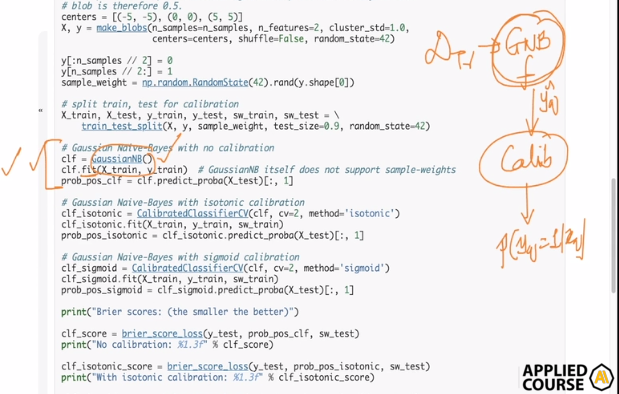 # blob is therefore 0.5.
centers = [(-5, -5), (0, 0), (5, 5)]
X, y = make_blobs(n_samples=n_samples, n_features=2, cluster_std=1.0,
centers=centers, shuffle=False, random_state=42)
y[:n_samples // 2] = 0
y[n_samples // 2:] = 1
sample_weight = np.random.RandomState(42).rand(y.shape[0])
# split train, test for calibration
X_train, X_test, y_train, y_test, sw_train, sw_test = \
train_test_split(X, y, sample_weight, test_size=0.9, random_state=42)
# Gaussian Naive-Bayes with no calibration
clf = GaussianNB()
clf.fit(X_train, y_train)  # GaussianNB itself does not support sample-weights
prob_pos_clf = clf.predict_proba(X_test)[:, 1]
# Gaussian Naive-Bayes with isotonic calibration
clf_isotonic = CalibratedClassifierCV(clf, cv=2, method='isotonic')
clf_isotonic.fit(X_train, y_train, sw_train)
prob_pos_isotonic = clf_isotonic.predict_proba(X_test)[:, 1]
# Gaussian Naive-Bayes with sigmoid calibration
clf_sigmoid = CalibratedClassifierCV(clf, cv=2, method='sigmoid')
clf_sigmoid.fit(X_train, y_train, sw_train)
prob_pos_sigmoid = clf_sigmoid.predict_proba(X_test)[:, 1]
print("Brier scores: (the smaller the better)")
clf_score = brier_score_loss(y_test, prob_pos_clf, sw_test)
print("No calibration: %1.3f" % clf_score)
clf_isotonic_score = brier_score_loss(y_test, prob_pos_isotonic, sw_test)
print("With isotonic calibration: %1.3f" % clf_isotonic_score)
GNB
f
Calib
APPLIED
COURSE